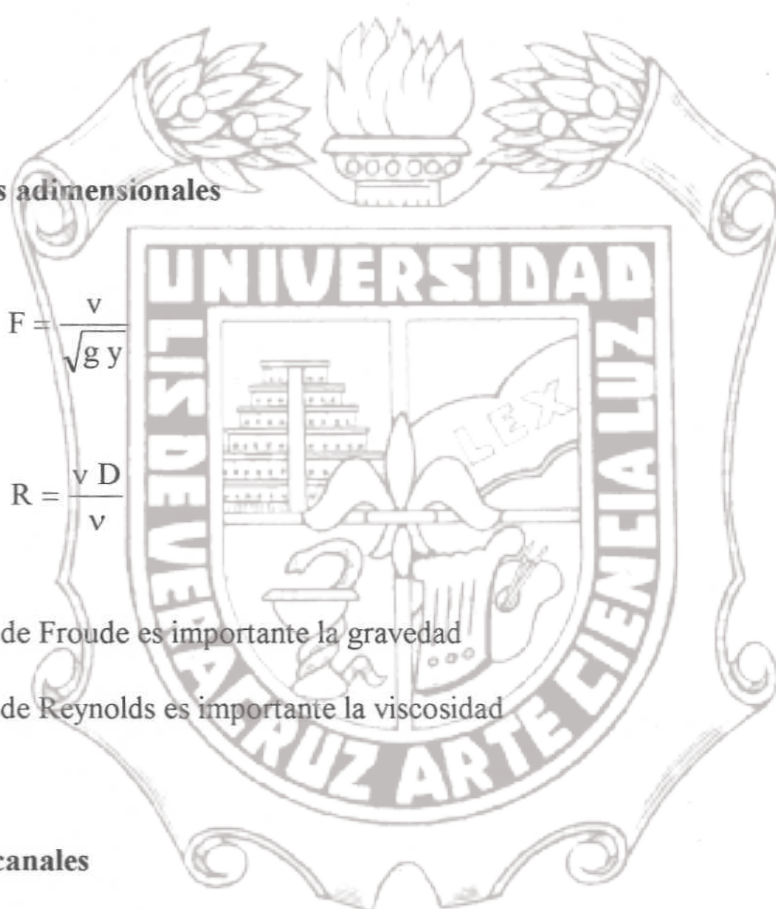 s adimensionales
F = v / √g y
R = v D / ν
de Froude es importante la gravedad
de Reynolds es importante la viscosidad
canales
UNIVERSIDAD
LIS DE VERACRUZ ARTE CIENCIA LUZ
LEX